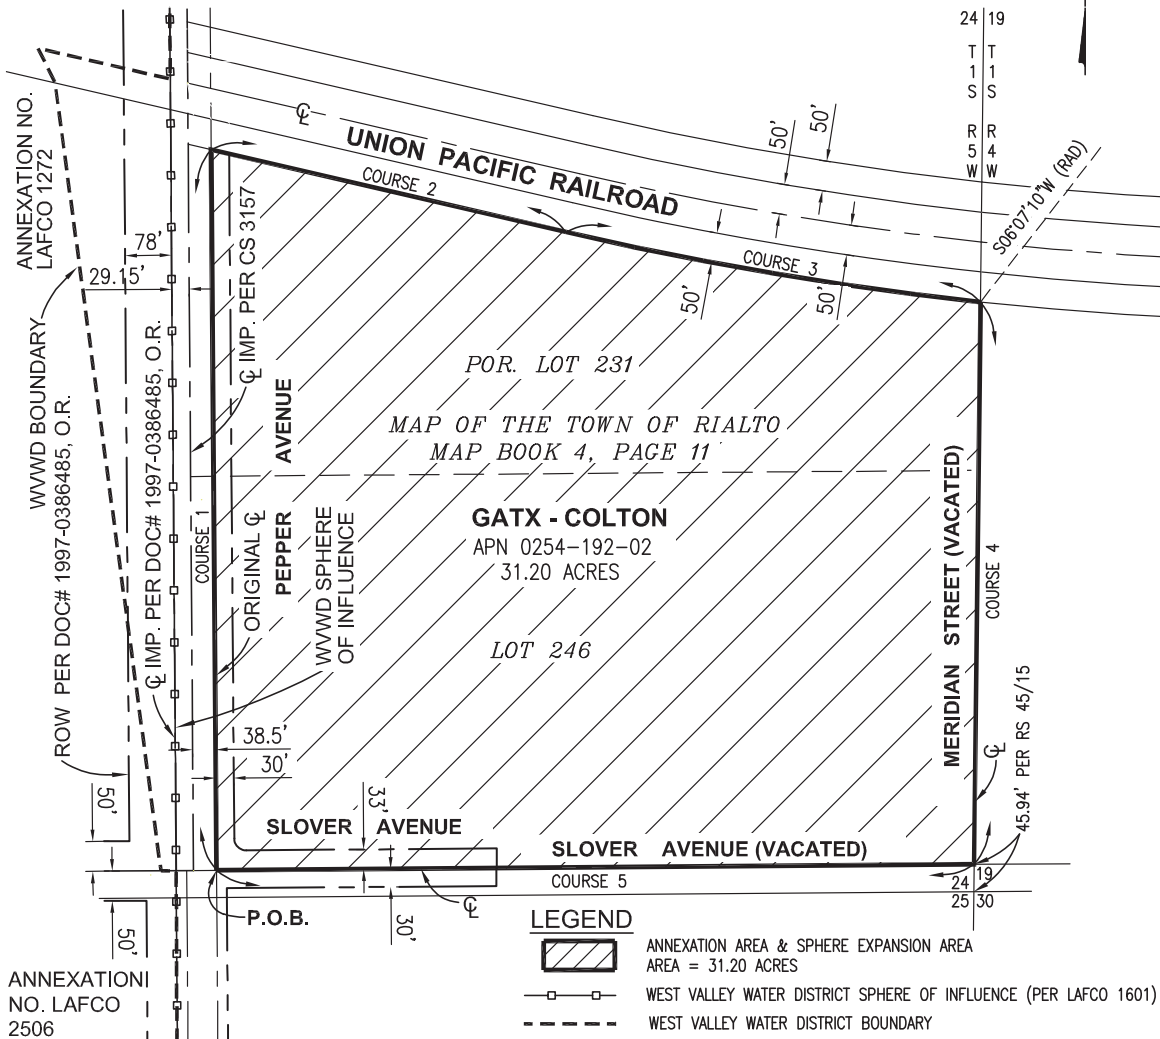 24 19
T1S R5W
T1S R4W
℄
UNION PACIFIC RAILROAD
50'
50'
S06°07'10"W (RAD)
ANNEXATION NO.
LAFCO 1272
COURSE 2
COURSE 3
50'
50'
78'
29.15'
℄ IMP. PER CS 3157
WVWD BOUNDARY
ROW PER DOC# 1997-0386485, O.R.
℄ IMP. PER DOC# 1997-0386485, O.R.
POR. LOT 231
MAP OF THE TOWN OF RIALTO
MAP BOOK 4, PAGE 11
PEPPER AVENUE
GATX - COLTON
APN 0254-192-02
31.20 ACRES
COURSE 1
ORIGINAL ℄
WVWD SPHERE
OF INFLUENCE
LOT 246
MERIDIAN STREET (VACATED)
COURSE 4
℄
45.94' PER RS 45/15
38.5'
30'
33'
50'
SLOVER AVENUE
SLOVER AVENUE (VACATED)
COURSE 5
24 19
25 30
P.O.B.
℄
30'
50'
ANNEXATION
NO. LAFCO
2506
LEGEND
ANNEXATION AREA & SPHERE EXPANSION AREA
AREA = 31.20 ACRES
WEST VALLEY WATER DISTRICT SPHERE OF INFLUENCE (PER LAFCO 1601)
WEST VALLEY WATER DISTRICT BOUNDARY